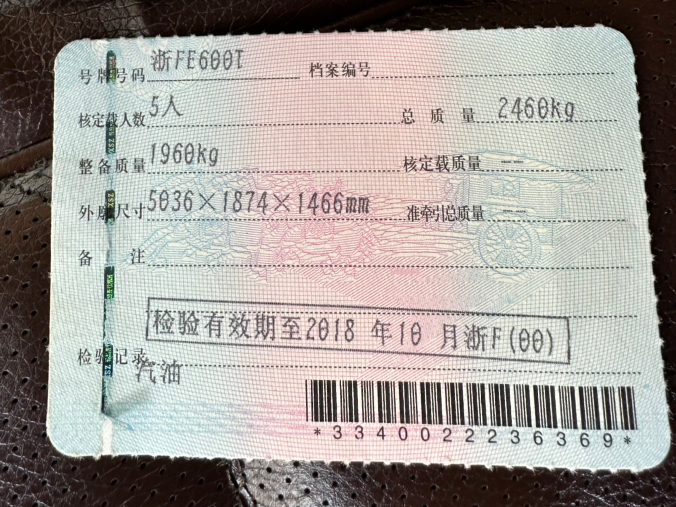 号牌号码 浙FE600T 档案编号
核定载人数 5人 总质量 2460kg
整备质量 1960kg 核定载质量 --
外廓尺寸 5036×1874×1466mm 准牵引总质量 --
备注
检验有效期至2018 年10 月浙F(00)
检验记录
汽油
*3340022236369*